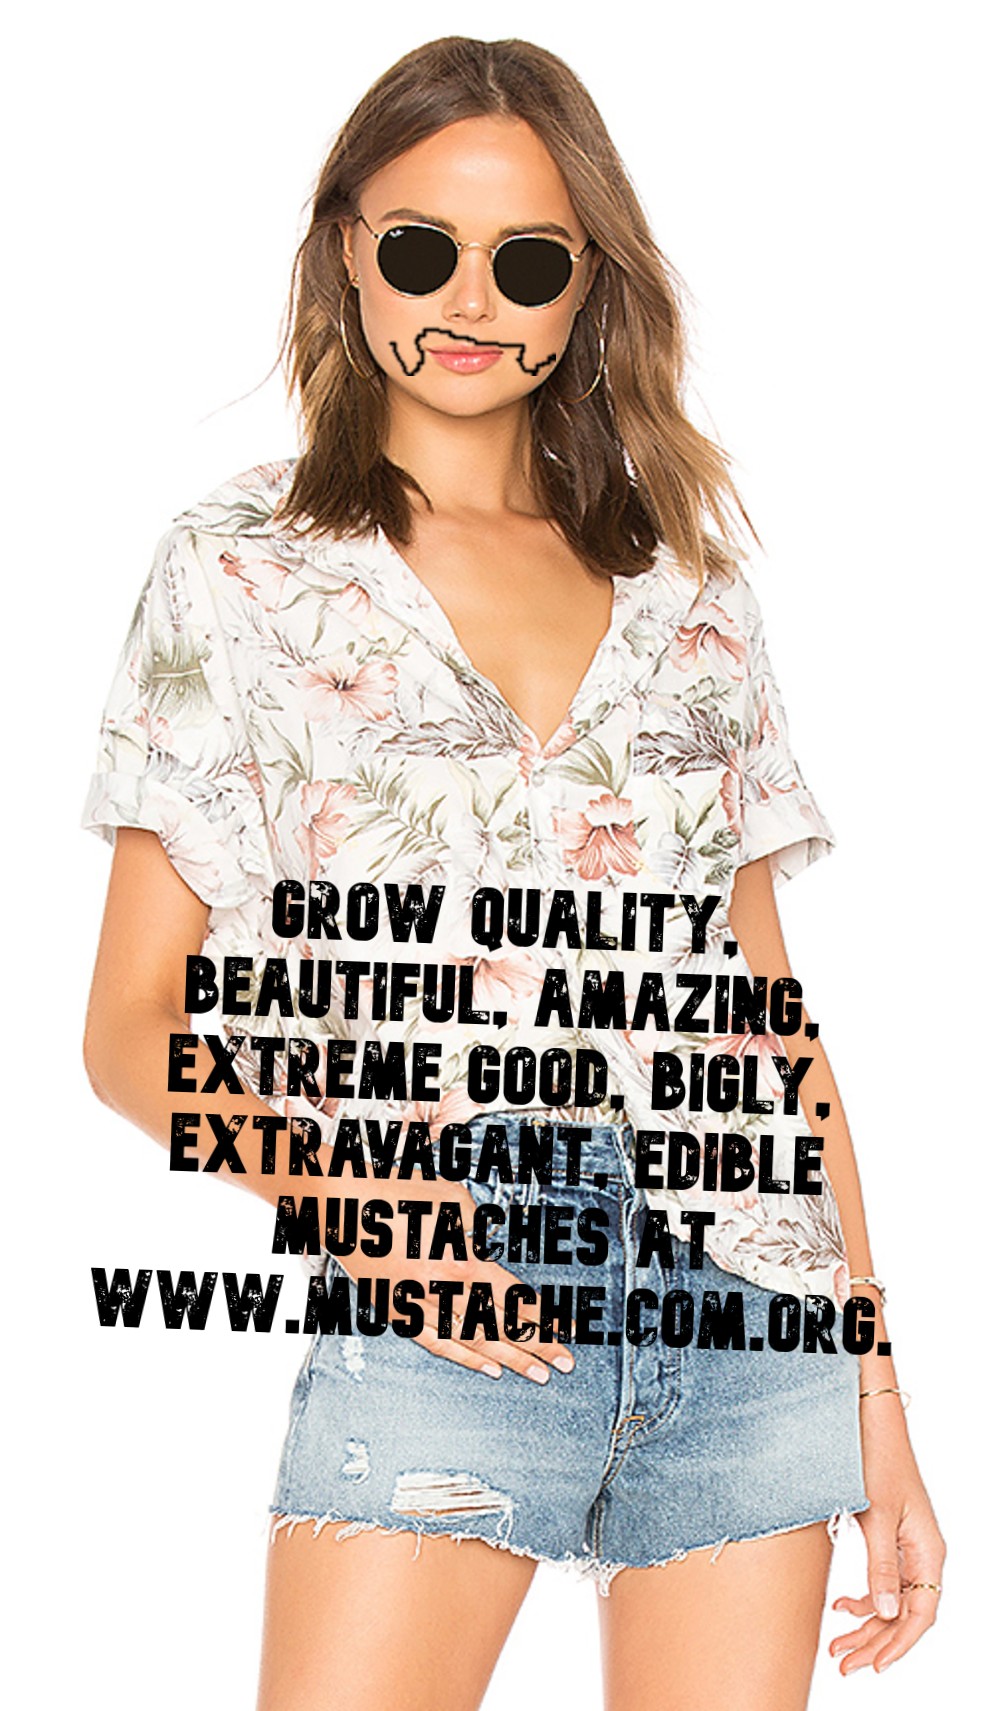 GROW QUALITY,
BEAUTIFUL, AMAZING,
EXTREME GOOD, BIGLY,
EXTRAVAGANT, EDIBLE
MUSTACHES AT
WWW.MUSTACHE.COM.ORG.